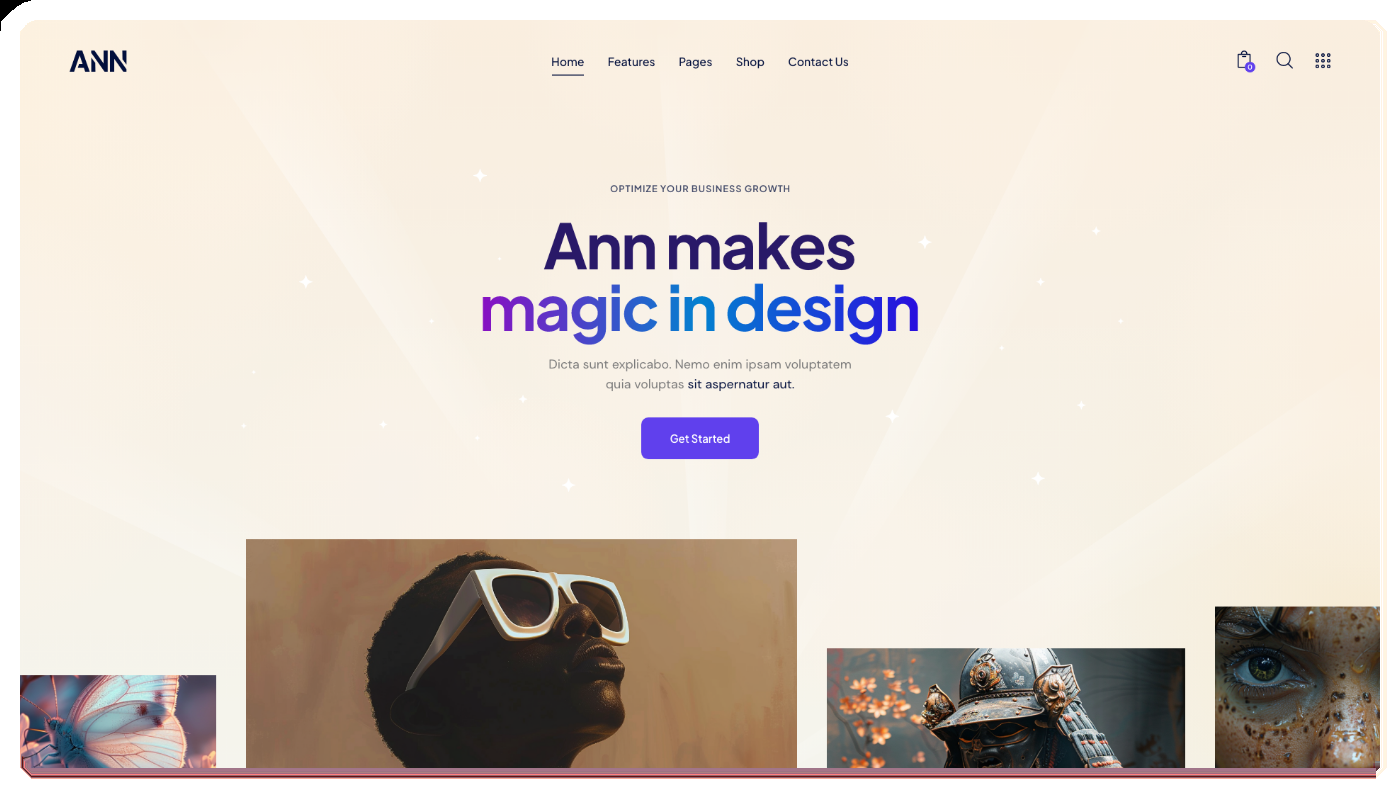 ANN
Home Features Pages Shop Contact Us
0
OPTIMIZE YOUR BUSINESS GROWTH
Ann makes
magic in design
Dicta sunt explicabo. Nemo enim ipsam voluptatem
quia voluptas sit aspernatur aut.
Get Started